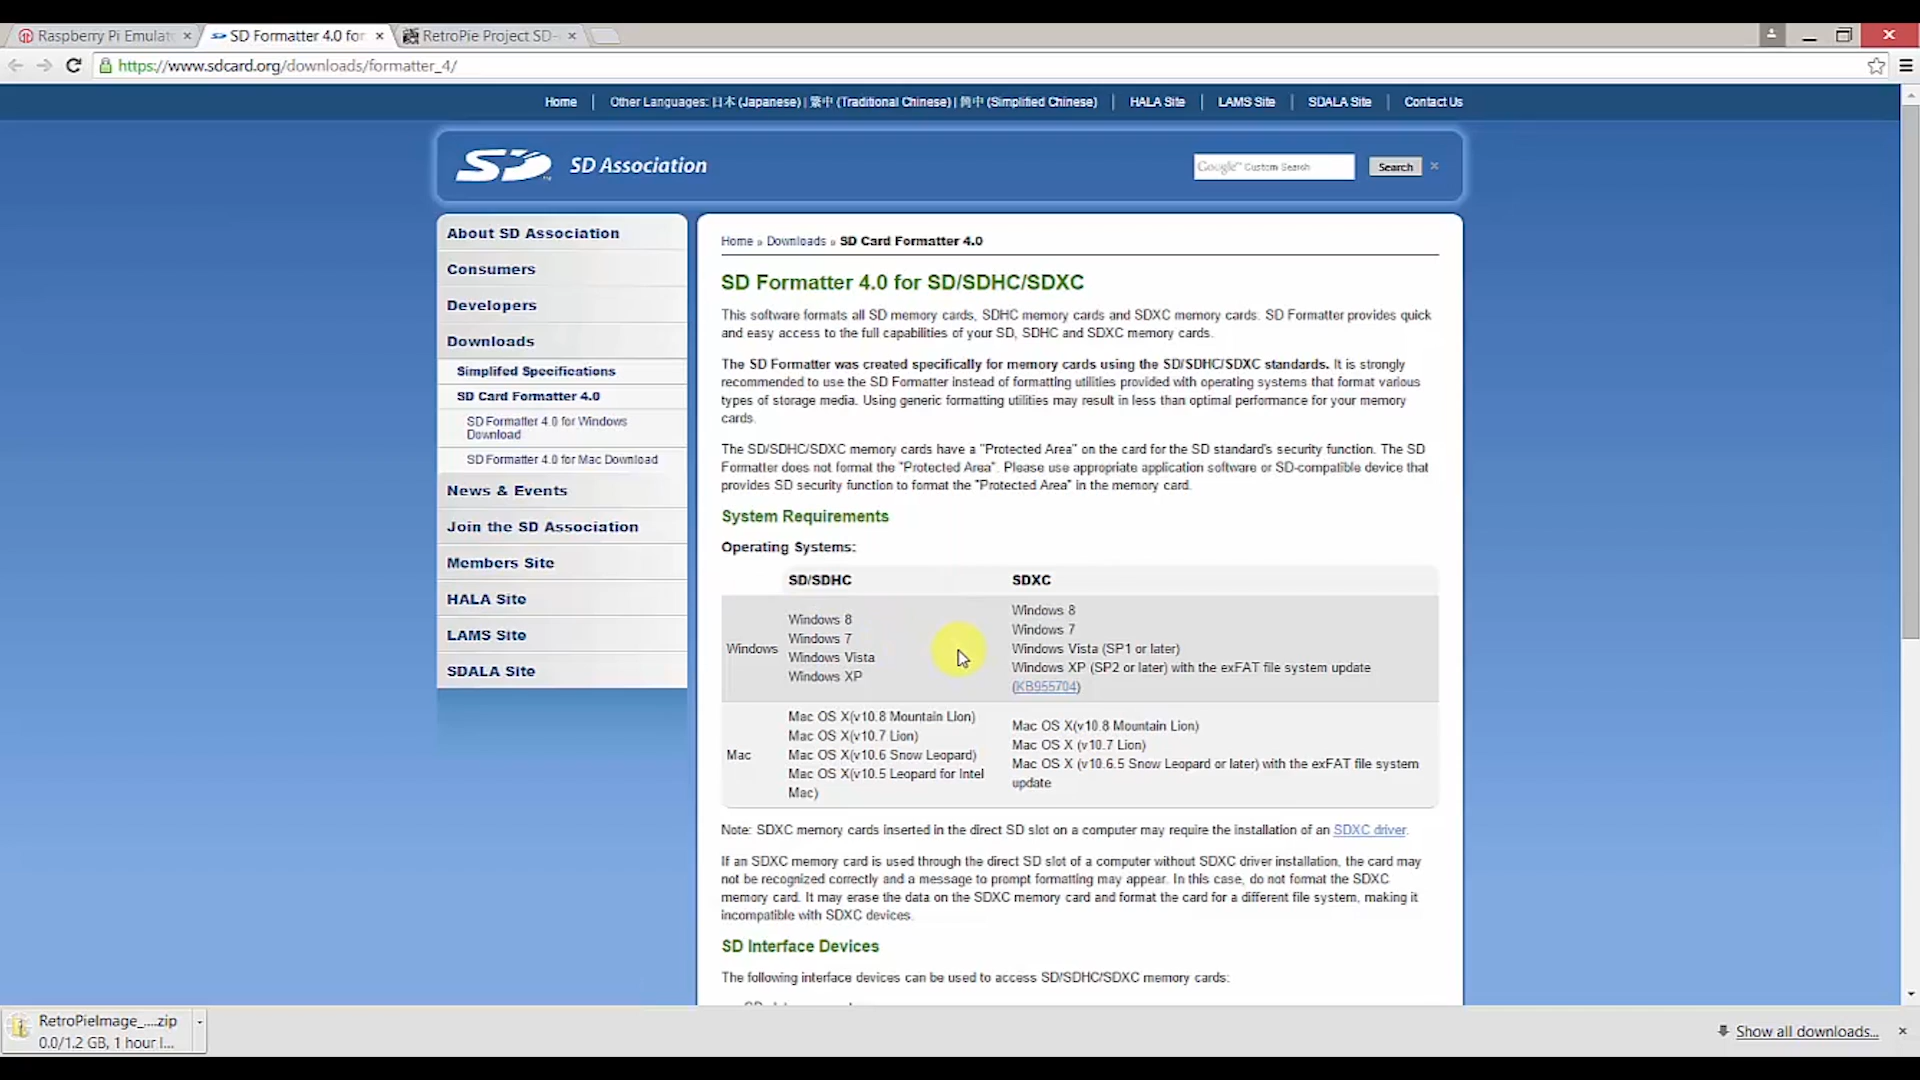 Raspberry Pi Emulat
SD Formatter 4.0 for
RetroPie Project SD-
https://www.sdcard.org/downloads/formatter_4/
Home | Other Languages: 日本 (Japanese) | 繁中 (Traditional Chinese) | 简中 (Simplified Chinese) | HALA Site | LAMS Site | SDALA Site | Contact Us
SD Association
Google™ Custom Search
Search
About SD Association
Consumers
Developers
Downloads
Simplifed Specifications
SD Card Formatter 4.0
SD Formatter 4.0 for Windows
Download
SD Formatter 4.0 for Mac Download
News & Events
Join the SD Association
Members Site
HALA Site
LAMS Site
SDALA Site
Home » Downloads » SD Card Formatter 4.0
SD Formatter 4.0 for SD/SDHC/SDXC
This software formats all SD memory cards, SDHC memory cards and SDXC memory cards. SD Formatter provides quick
and easy access to the full capabilities of your SD, SDHC and SDXC memory cards.
The SD Formatter was created specifically for memory cards using the SD/SDHC/SDXC standards. It is strongly
recommended to use the SD Formatter instead of formatting utilities provided with operating systems that format various
types of storage media. Using generic formatting utilities may result in less than optimal performance for your memory
cards.
The SD/SDHC/SDXC memory cards have a "Protected Area" on the card for the SD standard's security function. The SD
Formatter does not format the "Protected Area". Please use appropriate application software or SD-compatible device that
provides SD security function to format the "Protected Area" in the memory card.
System Requirements
Operating Systems:
SD/SDHC
SDXC
Windows
Windows 8
Windows 7
Windows Vista
Windows XP
Windows 8
Windows 7
Windows Vista (SP1 or later)
Windows XP (SP2 or later) with the exFAT file system update
(KB955704)
Mac
Mac OS X(v10.8 Mountain Lion)
Mac OS X(v10.7 Lion)
Mac OS X(v10.6 Snow Leopard)
Mac OS X(v10.5 Leopard for Intel
Mac)
Mac OS X(v10.8 Mountain Lion)
Mac OS X (v10.7 Lion)
Mac OS X (v10.6.5 Snow Leopard or later) with the exFAT file system
update
Note: SDXC memory cards inserted in the direct SD slot on a computer may require the installation of an SDXC driver.
If an SDXC memory card is used through the direct SD slot of a computer without SDXC driver installation, the card may
not be recognized correctly and a message to prompt formatting may appear. In this case, do not format the SDXC
memory card. It may erase the data on the SDXC memory card and format the card for a different file system, making it
incompatible with SDXC devices.
SD Interface Devices
The following interface devices can be used to access SD/SDHC/SDXC memory cards:
RetroPieImage_....zip
0.0/1.2 GB, 1 hour l...
Show all downloads...